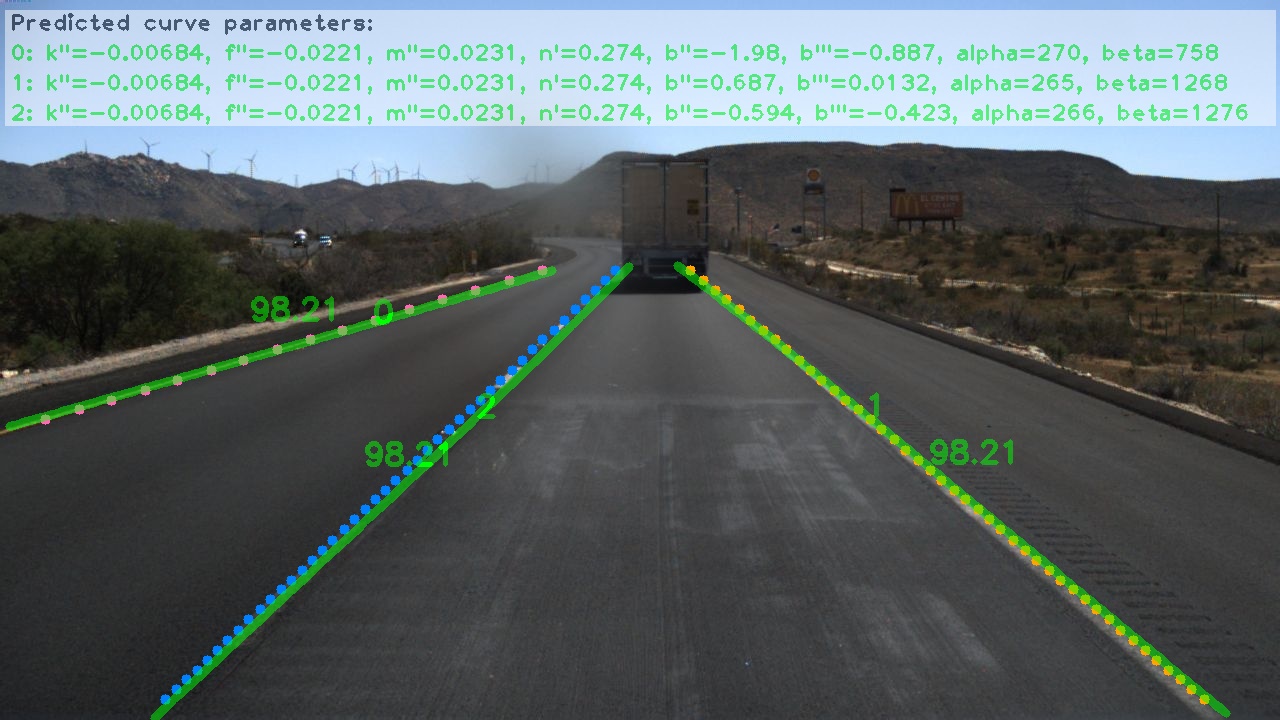 Predicted curve parameters:
0: k''=-0.00684, f''=-0.0221, m''=0.0231, n'=0.274, b''=-1.98, b'''=-0.887, alpha=270, beta=758
1: k''=-0.00684, f''=-0.0221, m''=0.0231, n'=0.274, b''=0.687, b'''=0.0132, alpha=265, beta=1268
2: k''=-0.00684, f''=-0.0221, m''=0.0231, n'=0.274, b''=-0.594, b'''=-0.423, alpha=266, beta=1276
EL CENTRO
98.21
0
2
1
98.21
98.21